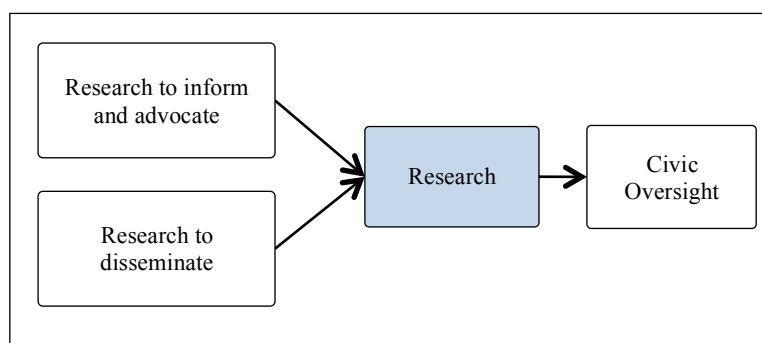 Research to inform
and advocate
Research to
disseminate
Research
Civic
Oversight